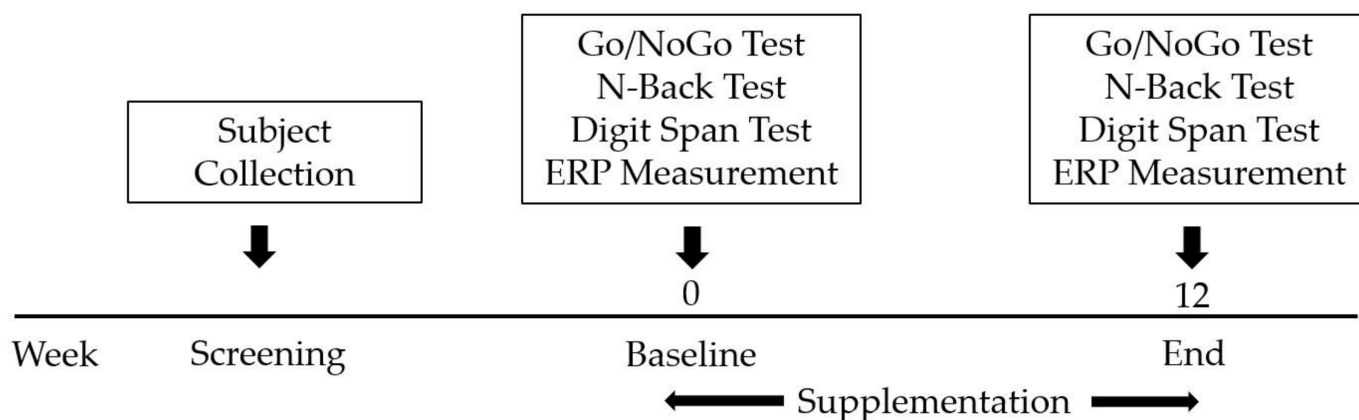 Subject
Collection
Go/NoGo Test
N-Back Test
Digit Span Test
ERP Measurement
Go/NoGo Test
N-Back Test
Digit Span Test
ERP Measurement
0
12
Week
Screening
Baseline
End
Supplementation